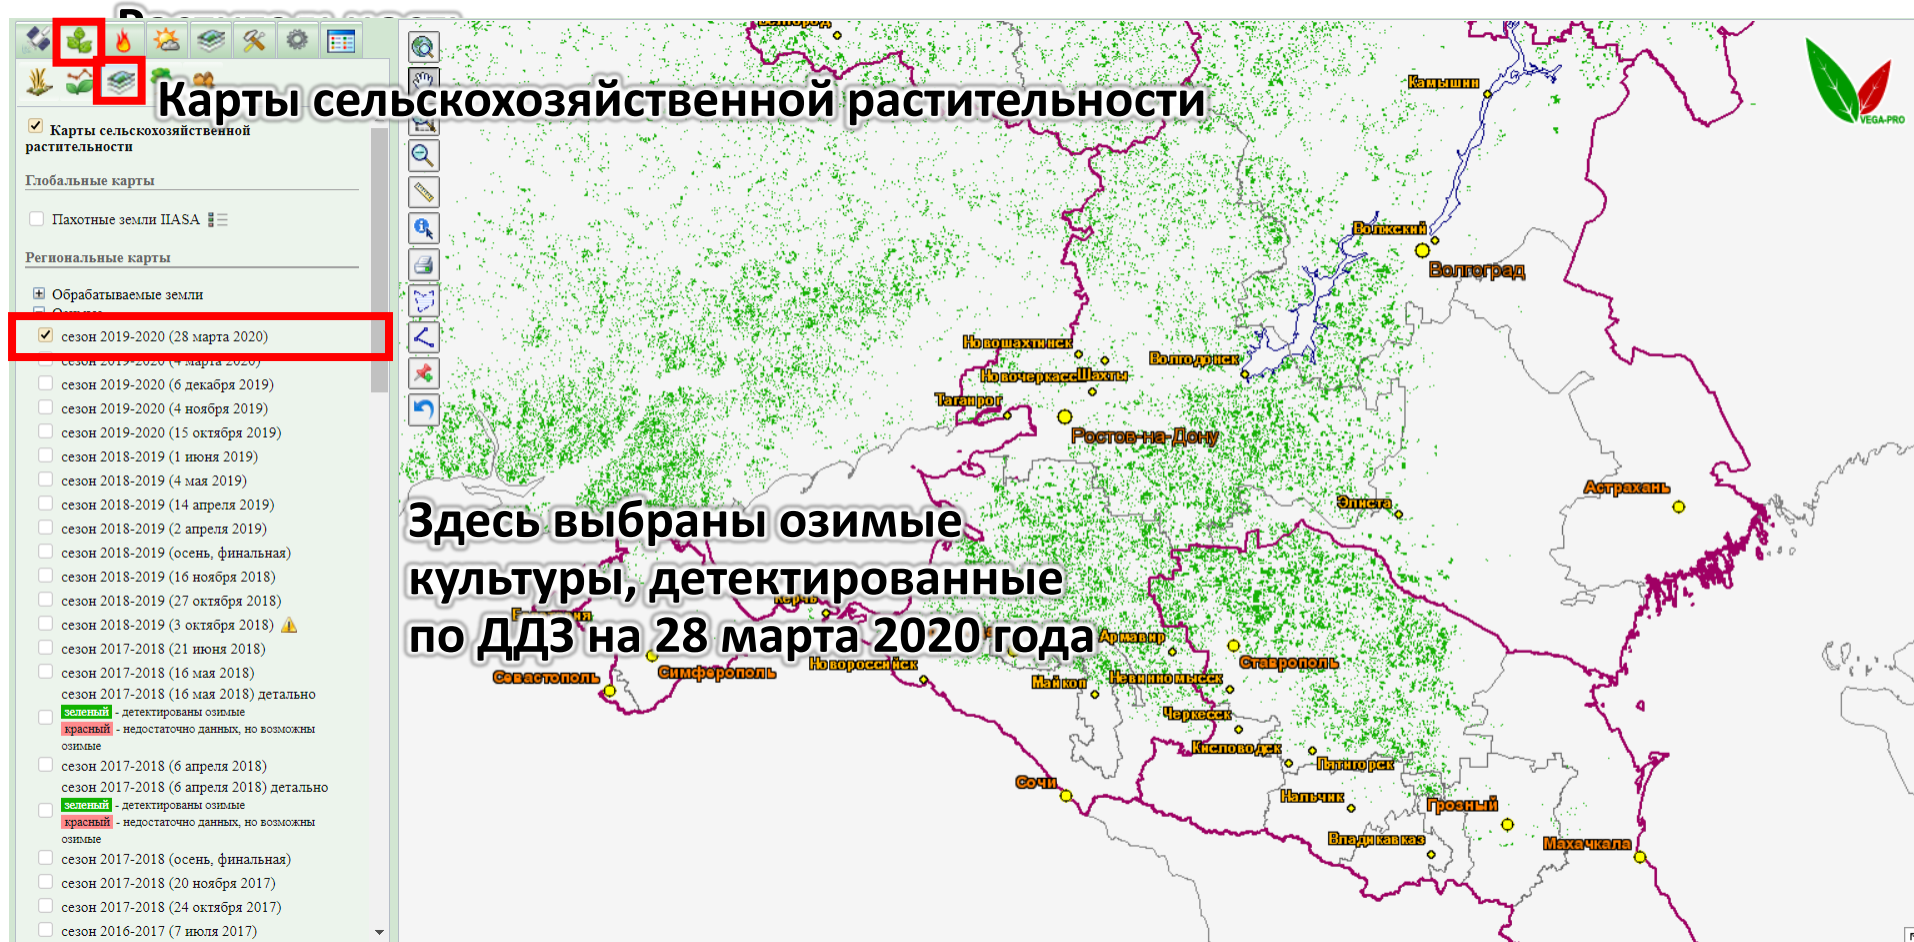 Карты сельскохозяйственной растительности
Карты сельскохозяйственной
растительности
Глобальные карты
Пахотные земли IIASA
Региональные карты
Обрабатываемые земли
сезон 2019-2020 (28 марта 2020)
сезон 2019-2020 (4 марта 2020)
сезон 2019-2020 (6 декабря 2019)
сезон 2019-2020 (4 ноября 2019)
сезон 2019-2020 (15 октября 2019)
сезон 2018-2019 (1 июня 2019)
сезон 2018-2019 (4 мая 2019)
сезон 2018-2019 (14 апреля 2019)
сезон 2018-2019 (2 апреля 2019)
сезон 2018-2019 (осень, финальная)
сезон 2018-2019 (16 ноября 2018)
сезон 2018-2019 (27 октября 2018)
сезон 2018-2019 (3 октября 2018)
сезон 2017-2018 (21 июня 2018)
сезон 2017-2018 (16 мая 2018)
сезон 2017-2018 (16 мая 2018) детально
зеленый - детектированы озимые
красный - недостаточно данных, но возможны
озимые
сезон 2017-2018 (6 апреля 2018)
сезон 2017-2018 (6 апреля 2018) детально
зеленый - детектированы озимые
красный - недостаточно данных, но возможны
озимые
сезон 2017-2018 (осень, финальная)
сезон 2017-2018 (20 ноября 2017)
сезон 2017-2018 (24 октября 2017)
сезон 2016-2017 (7 июля 2017)
Белгород
Камышин
VEGA-PRO
Волжский
Волгоград
Новошахтинск
Волгодонск
Новочеркасс
Шахты
Таганрог
Ростов-на-Дону
Астрахань
Элиста
Здесь выбраны озимые
культуры, детектированные
по ДДЗ на 28 марта 2020 года
Керчь
Армавир
Ставрополь
Новороссийск
Симферополь
Севастополь
Майкоп
Невинномысск
Черкесск
Кисловодск
Пятигорск
Сочи
Нальчик
Грозный
Владикавказ
Махачкала